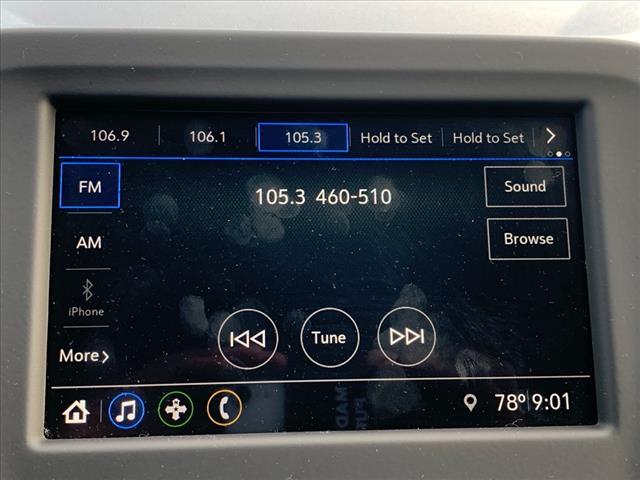 106.9 106.1 105.3 Hold to Set Hold to Set
FM
105.3 460-510
Sound
AM
Browse
iPhone
Tune
More
78° 9:01